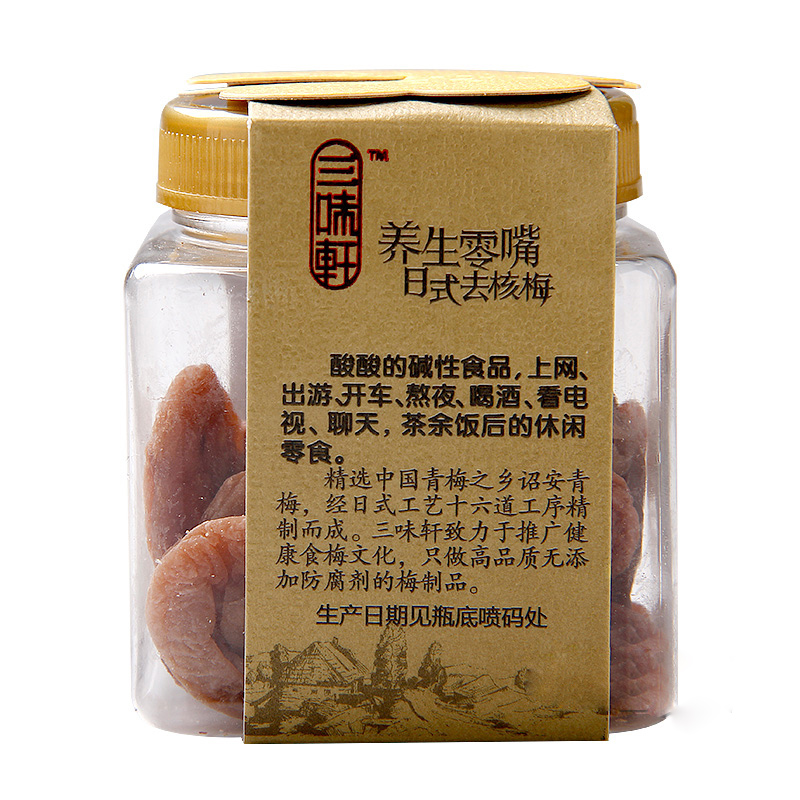 三味軒
TM
养生零嘴
日式去核梅
酸酸的碱性食品，上网、
出游、开车、熬夜、喝酒、看电
视、聊天，茶余饭后的休闲
零食。
精选中国青梅之乡诏安青
梅，经日式工艺十六道工序精
制而成。三味轩致力于推广健
康食梅文化，只做高品质无添
加防腐剂的梅制品。
生产日期见瓶底喷码处